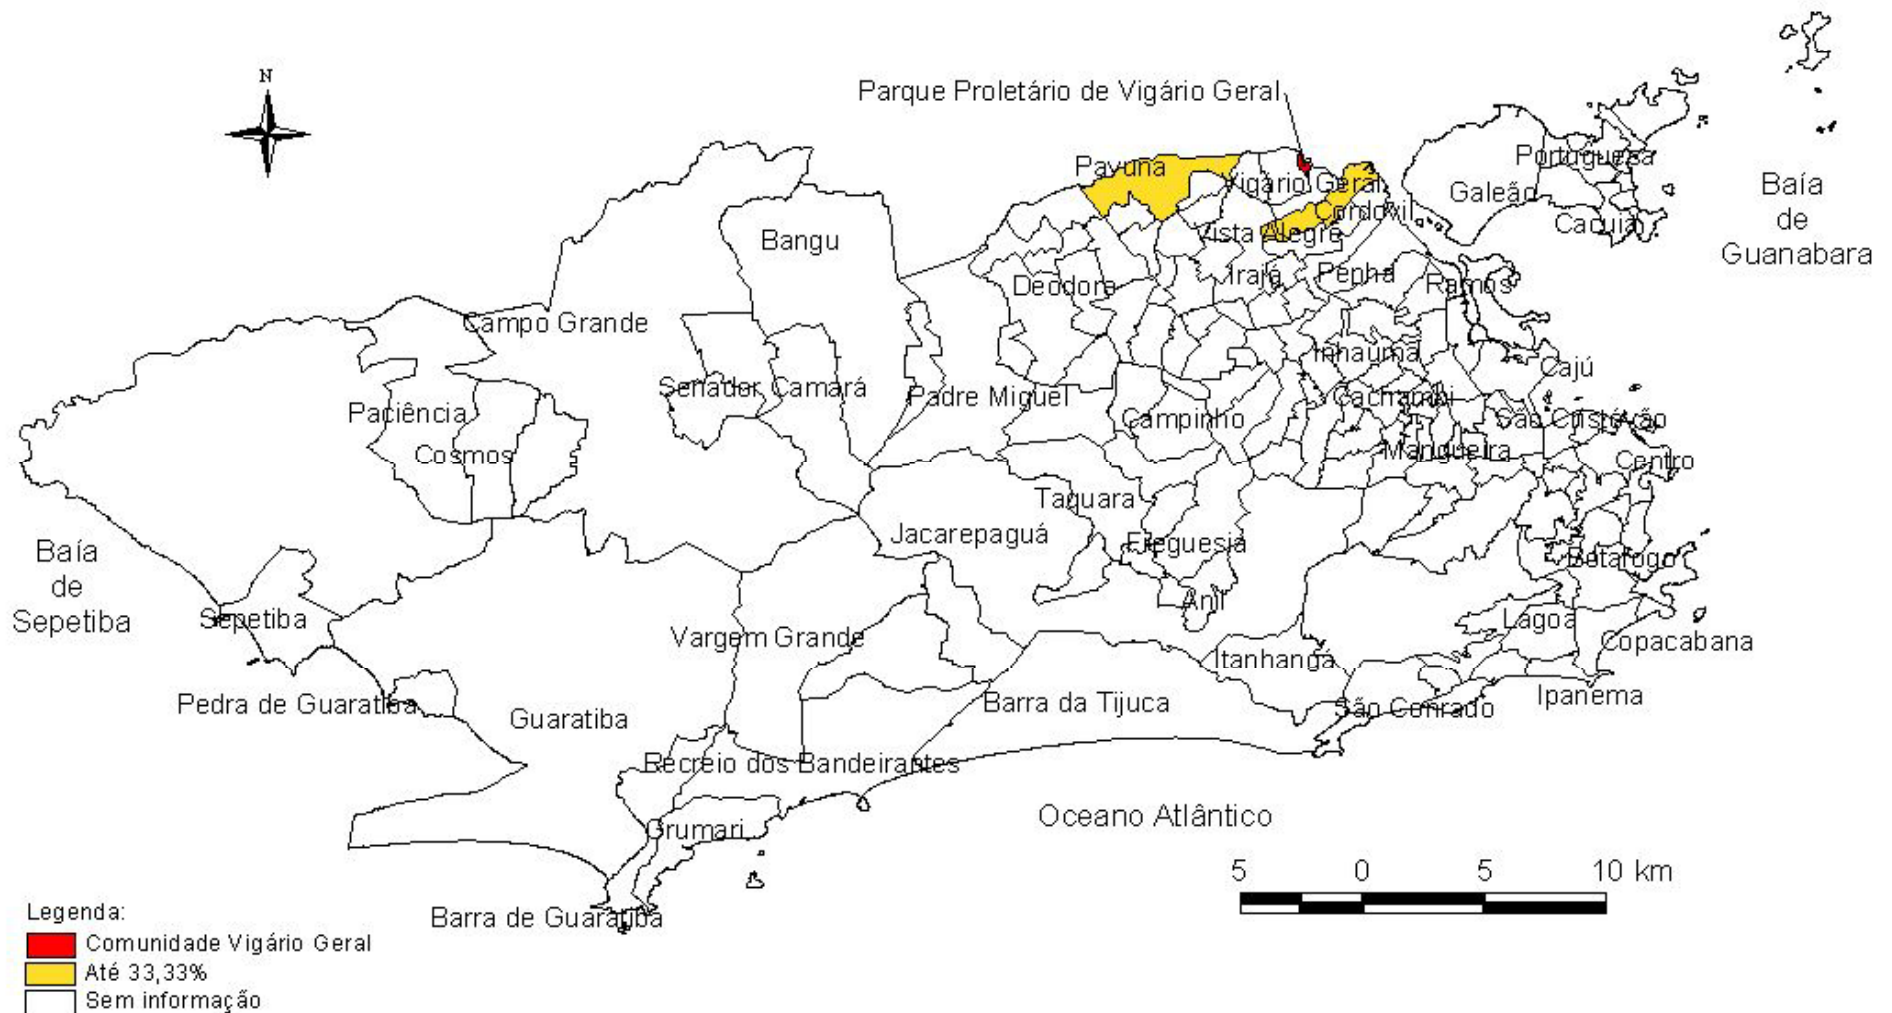 N
Parque Proletário de Vigário Geral
Pavuna
Portuguesa
Vigário Geral
Galeão
Baía
de
Guanabara
Cordovil
Cacuia
Vista Alegre
Bangu
Irajá
Penha
Deodoro
Ramos
Campo Grande
Inhaúma
Cajú
Senador Camará
Padre Miguel
Cachambi
Paciência
Campinho
São Cristóvão
Mangueira
Cosmos
Centro
Taquara
Jacarepaguá
Freguesia
Botafogo
Baía
de
Sepetiba
Anil
Sepetiba
Lagoa
Vargem Grande
Copacabana
Itanhangá
Pedra de Guaratiba
Barra da Tijuca
Ipanema
São Conrado
Guaratiba
Recreio dos Bandeirantes
Oceano Atlântico
Grumari
5 0 5 10 km
Barra de Guaratiba
Legenda:
Comunidade Vigário Geral
Até 33,33%
Sem informação